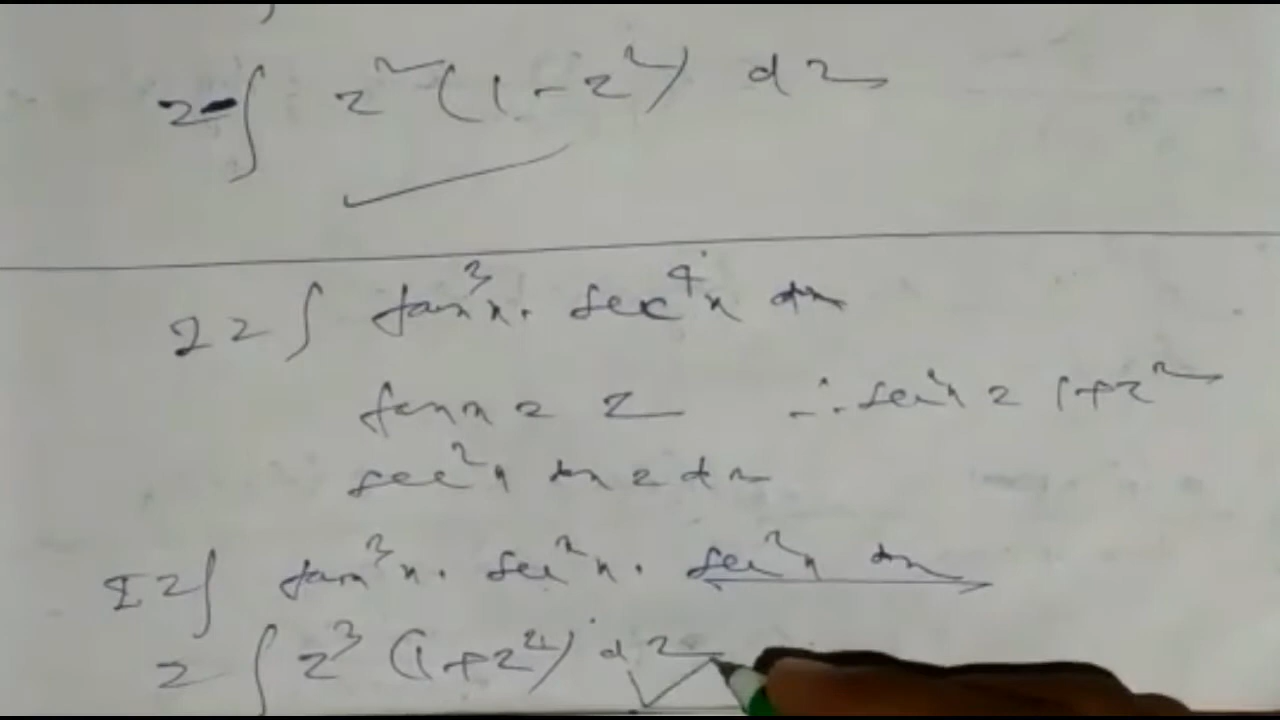 = -∫ z²(1-z²) dz
I = ∫ tan³x. sec⁴x dx
tan x = z ∴ sec²x = 1+z²
sec²x dx = dz
I = ∫ tan³x. sec²x. sec²x dx
= ∫ z³ (1+z²) dz